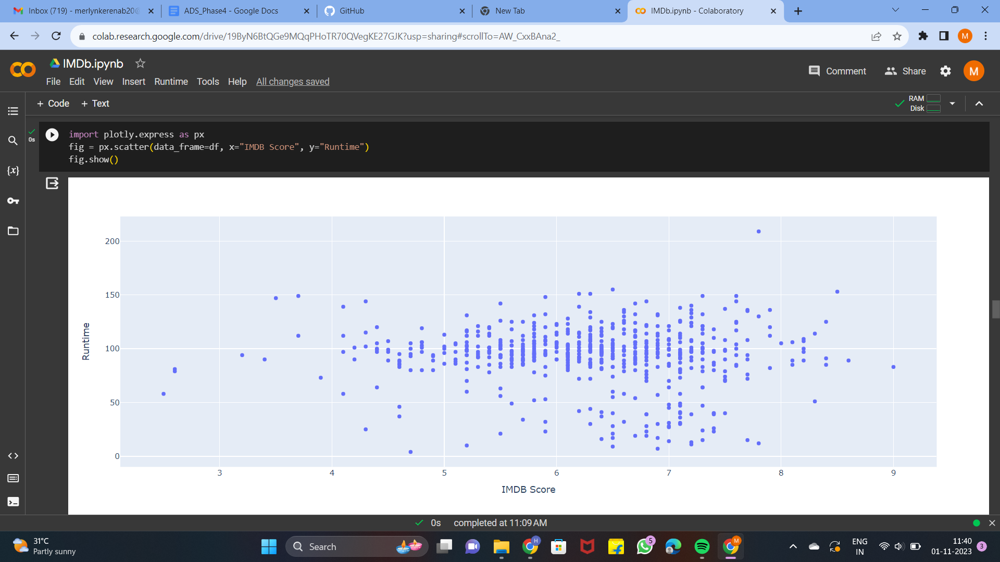 Inbox (719) - merlynkerenab20@
ADS_Phase4 - Google Docs
GitHub
New Tab
IMDb.ipynb - Colaboratory
colab.research.google.com/drive/19ByN6BtQGe9MQqPHoTR70QVegKE27GJK?usp=sharing#scrollTo=AW_CxxBAna2_
M
IMDb.ipynb
Comment
Share
M
File Edit View Insert Runtime Tools Help All changes saved
+ Code + Text
RAM
Disk
0s
import plotly.express as px
fig = px.scatter(data_frame=df, x="IMDB Score", y="Runtime")
fig.show()
{x}
200
150
100
50
0
Runtime
3 4 5 6 7 8 9
IMDB Score
0s completed at 11:09 AM
31°C
Partly sunny
Search
H
5
M
ENG
IN
11:40
01-11-2023
3